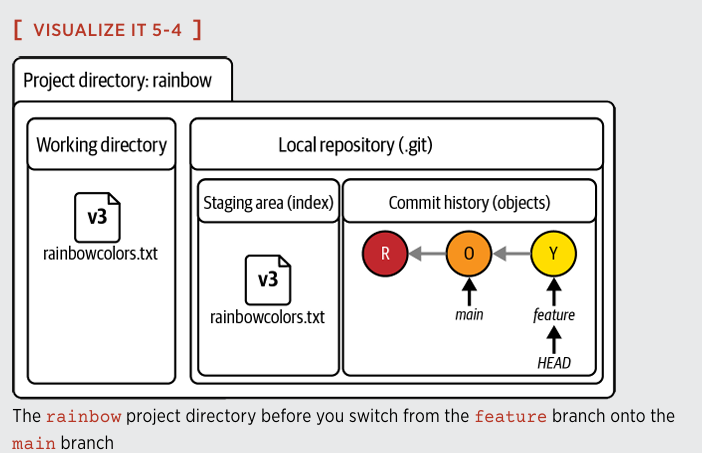 [ VISUALIZE IT 5-4 ]
Project directory: rainbow
Working directory
v3
rainbowcolors.txt
Local repository (.git)
Staging area (index)
v3
rainbowcolors.txt
Commit history (objects)
R O Y
main feature
HEAD
The rainbow project directory before you switch from the feature branch onto the
main branch